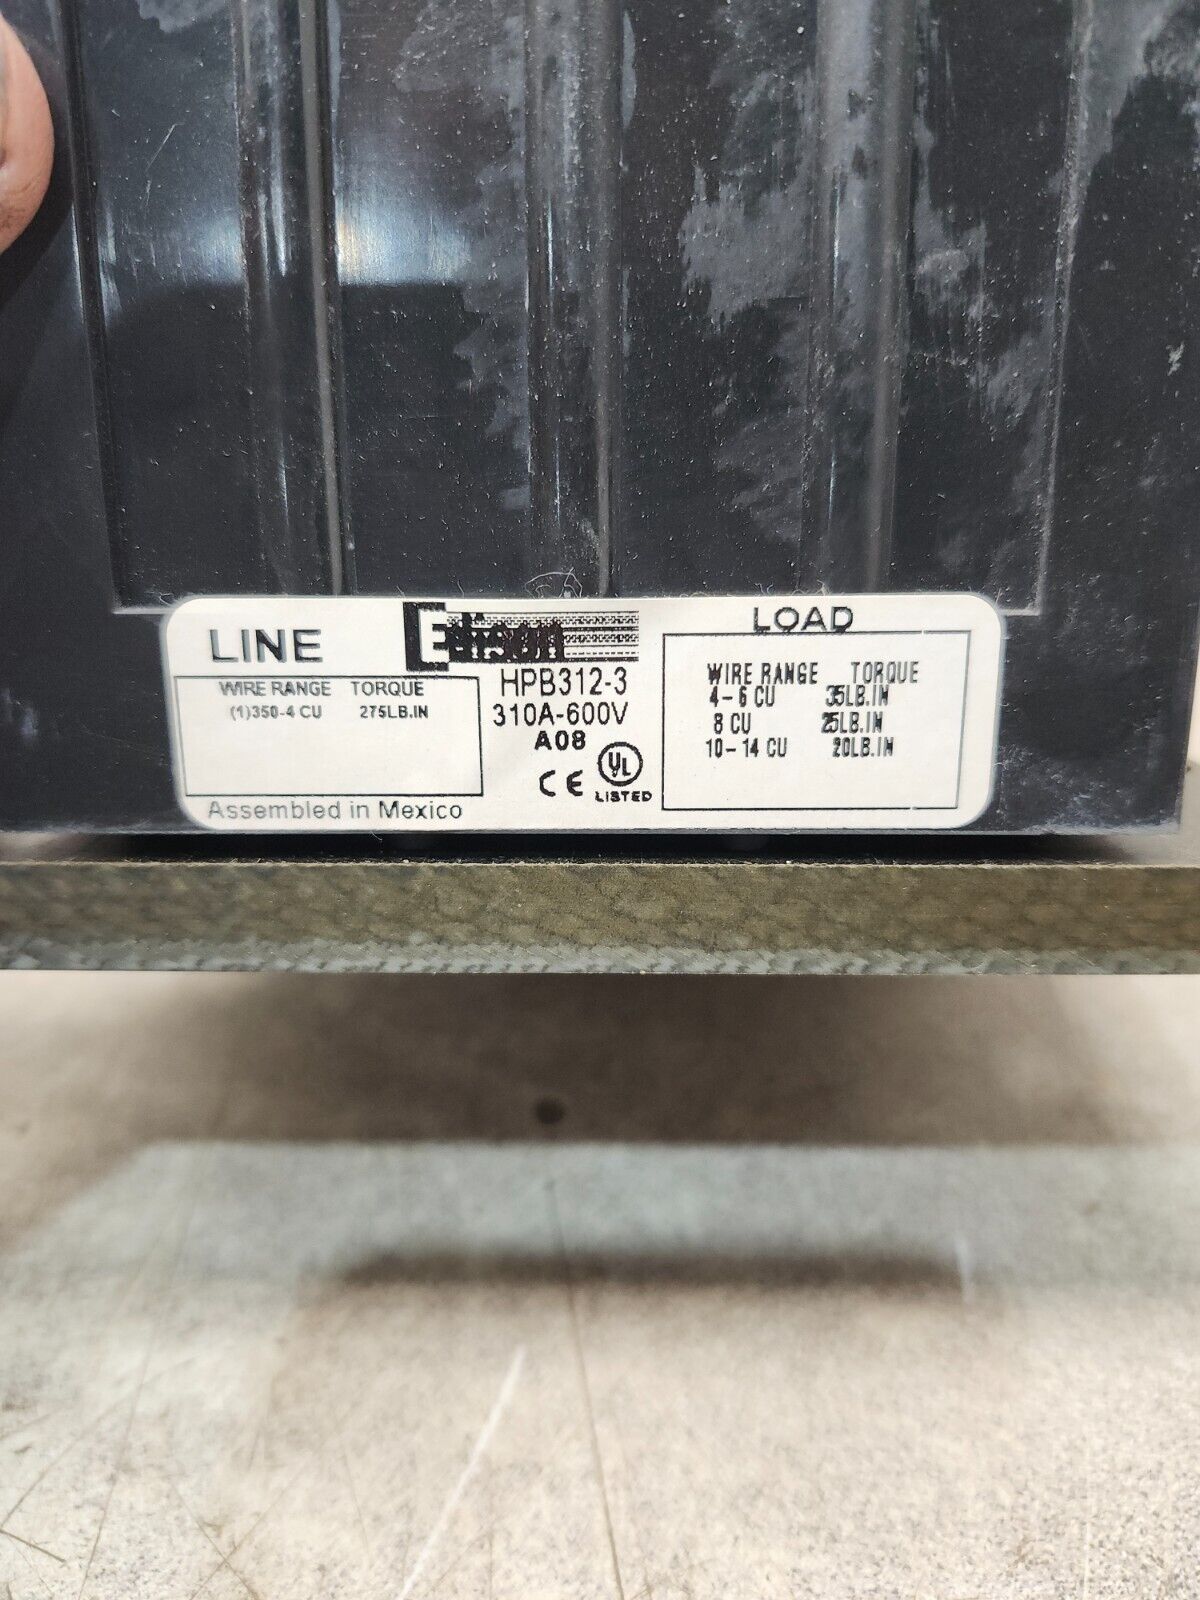 LINE
WIRE RANGE TORQUE
(1)350-4 CU 275LB.IN
Assembled in Mexico
Edison
HPB312-3
310A-600V
A08
CE
UL
LISTED
LOAD
WIRE RANGE TORQUE
4-6 CU 35LB.IN
8 CU 25LB.IN
10-14 CU 20LB.IN